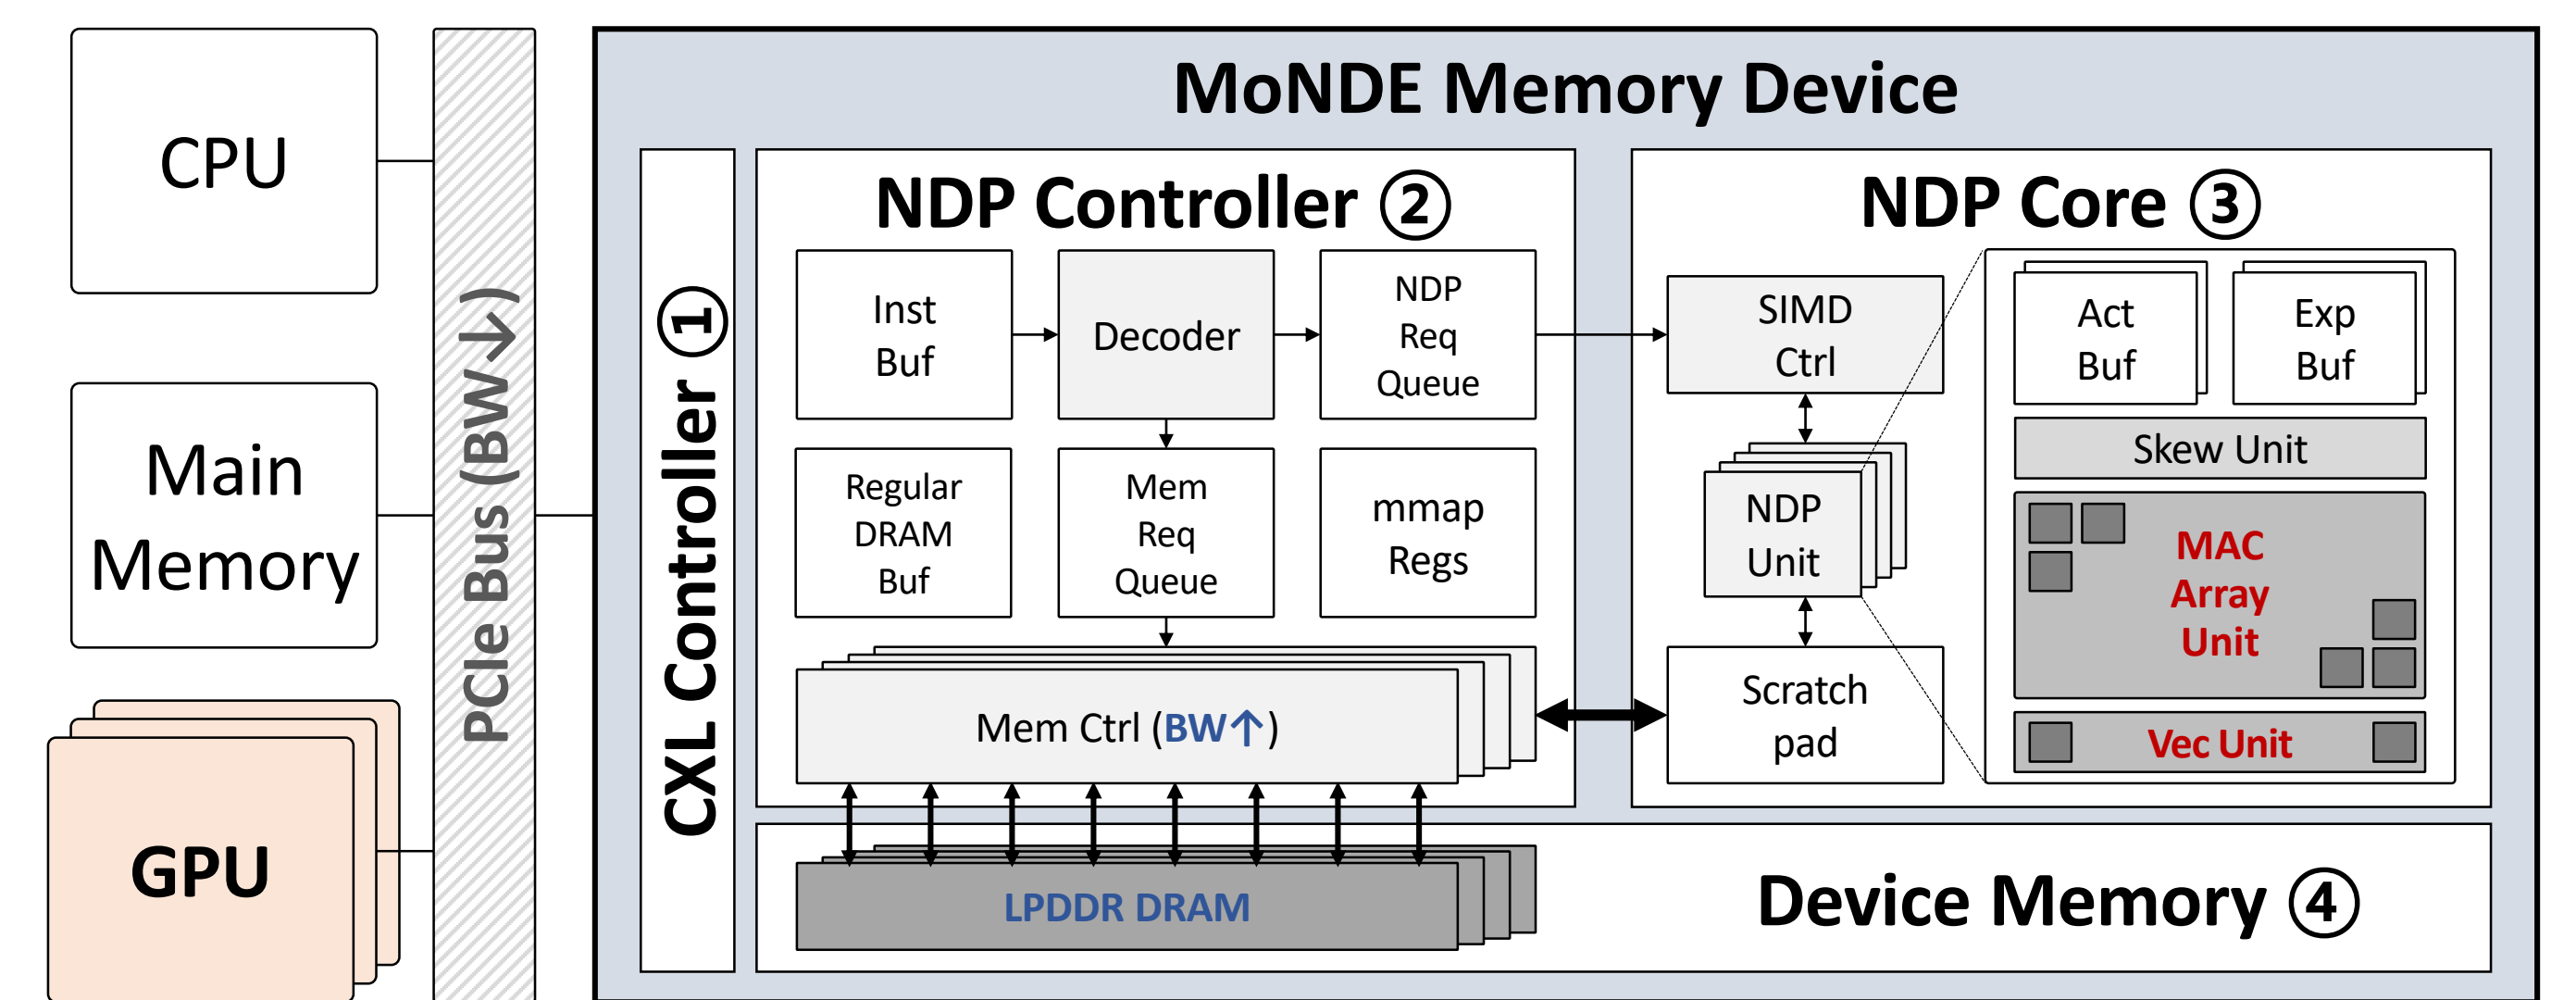 CPU
Main
Memory
GPU
PCIe Bus (BW↓)
MoNDE Memory Device
CXL Controller ①
NDP Controller ②
Inst
Buf
Decoder
NDP
Req
Queue
Regular
DRAM
Buf
Mem
Req
Queue
mmap
Regs
Mem Ctrl (BW↑)
NDP Core ③
SIMD
Ctrl
NDP
Unit
Scratch
pad
Act
Buf
Exp
Buf
Skew Unit
MAC
Array
Unit
Vec Unit
LPDDR DRAM
Device Memory ④